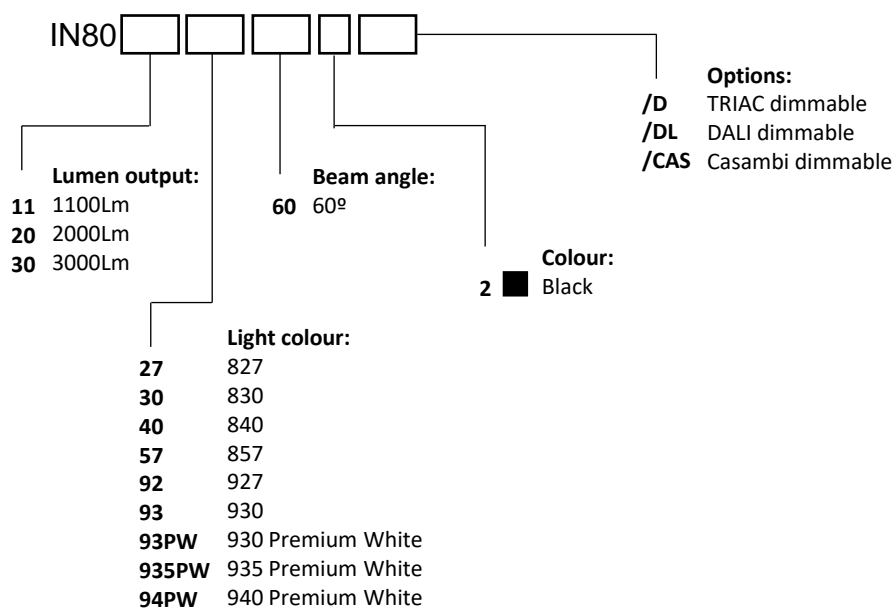 IN80
Options:
/D TRIAC dimmable
/DL DALI dimmable
/CAS Casambi dimmable
Lumen output:
11 1100Lm
20 2000Lm
30 3000Lm
Beam angle:
60 60º
Colour:
2 Black
Light colour:
27 827
30 830
40 840
57 857
92 927
93 930
93PW 930 Premium White
935PW 935 Premium White
94PW 940 Premium White